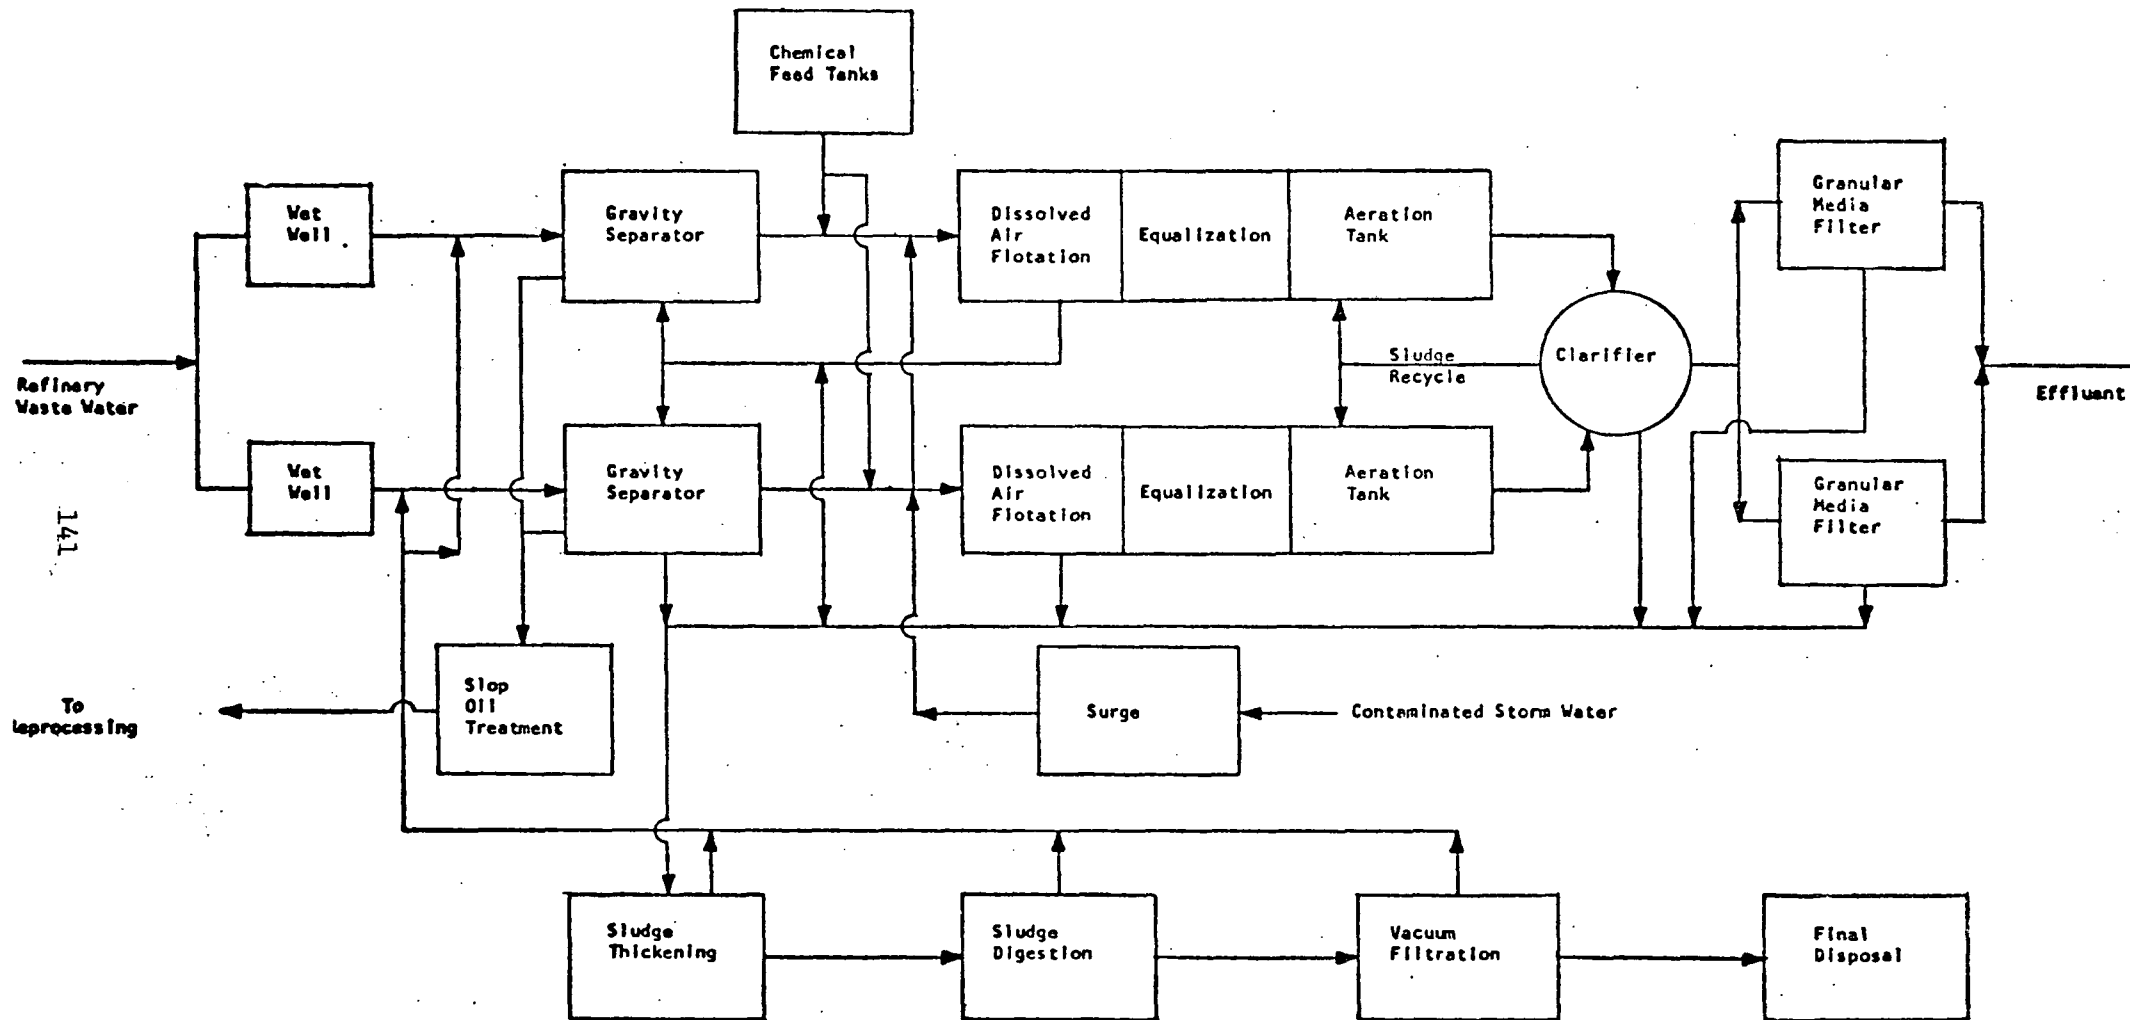 Chemical
Feed Tanks
Wet
Well
Gravity
Separator
Dissolved
Air
Flotation
Equalization
Aeration
Tank
Granular
Media
Filter
Refinery
Waste Water
Sludge
Recycle
Clarifier
Effluent
Wet
Well
Gravity
Separator
Dissolved
Air
Flotation
Equalization
Aeration
Tank
Granular
Media
Filter
141
To
eprocessing
Slop
Oil
Treatment
Surge
Contaminated Storm Water
Sludge
Thickening
Sludge
Digestion
Vacuum
Filtration
Final
Disposal